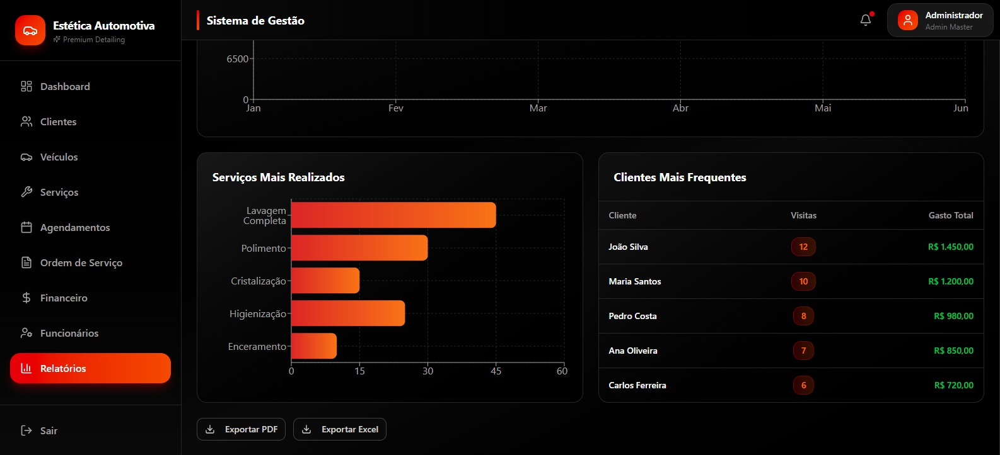 Estética Automotiva
Premium Detailing
Dashboard
Clientes
Veículos
Serviços
Agendamentos
Ordem de Serviço
Financeiro
Funcionários
Relatórios
Sair
Sistema de Gestão
Administrador
Admin Master
6500
0
Jan Fev Mar Abr Mai Jun
Serviços Mais Realizados
Lavagem
Completa
Polimento
Cristalização
Higienização
Enceramento
0 15 30 45 60
Clientes Mais Frequentes
Cliente Visitas Gasto Total
João Silva 12 R$ 1.450,00
Maria Santos 10 R$ 1.200,00
Pedro Costa 8 R$ 980,00
Ana Oliveira 7 R$ 850,00
Carlos Ferreira 6 R$ 720,00
Exportar PDF
Exportar Excel